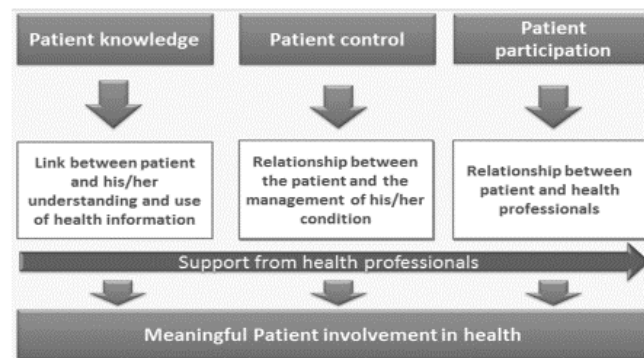 Patient knowledge
Patient control
Patient
participation
Link between patient
and his/her
understanding and use
of health information
Relationship between
the patient and the
management of his/her
condition
Relationship between
patient and health
professionals
Support from health professionals
Meaningful Patient involvement in health